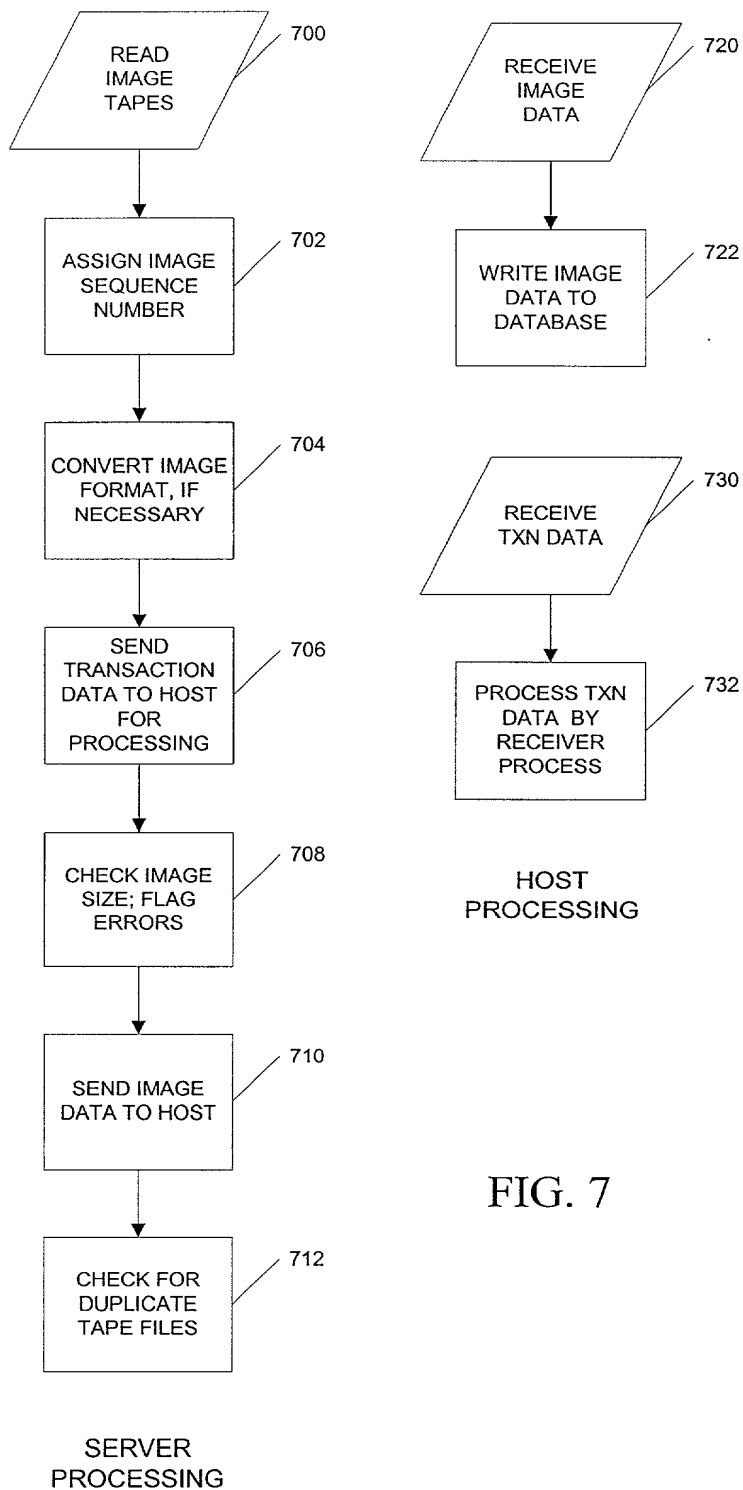 READ
IMAGE
TAPES
700
ASSIGN IMAGE
SEQUENCE
NUMBER
702
CONVERT IMAGE
FORMAT, IF
NECESSARY
704
SEND
TRANSACTION
DATA TO HOST
FOR
PROCESSING
706
CHECK IMAGE
SIZE; FLAG
ERRORS
708
SEND IMAGE
DATA TO HOST
710
CHECK FOR
DUPLICATE
TAPE FILES
712
SERVER
PROCESSING
RECEIVE
IMAGE
DATA
720
WRITE IMAGE
DATA TO
DATABASE
722
RECEIVE
TXN DATA
730
PROCESS TXN
DATA BY
RECEIVER
PROCESS
732
HOST
PROCESSING
FIG. 7